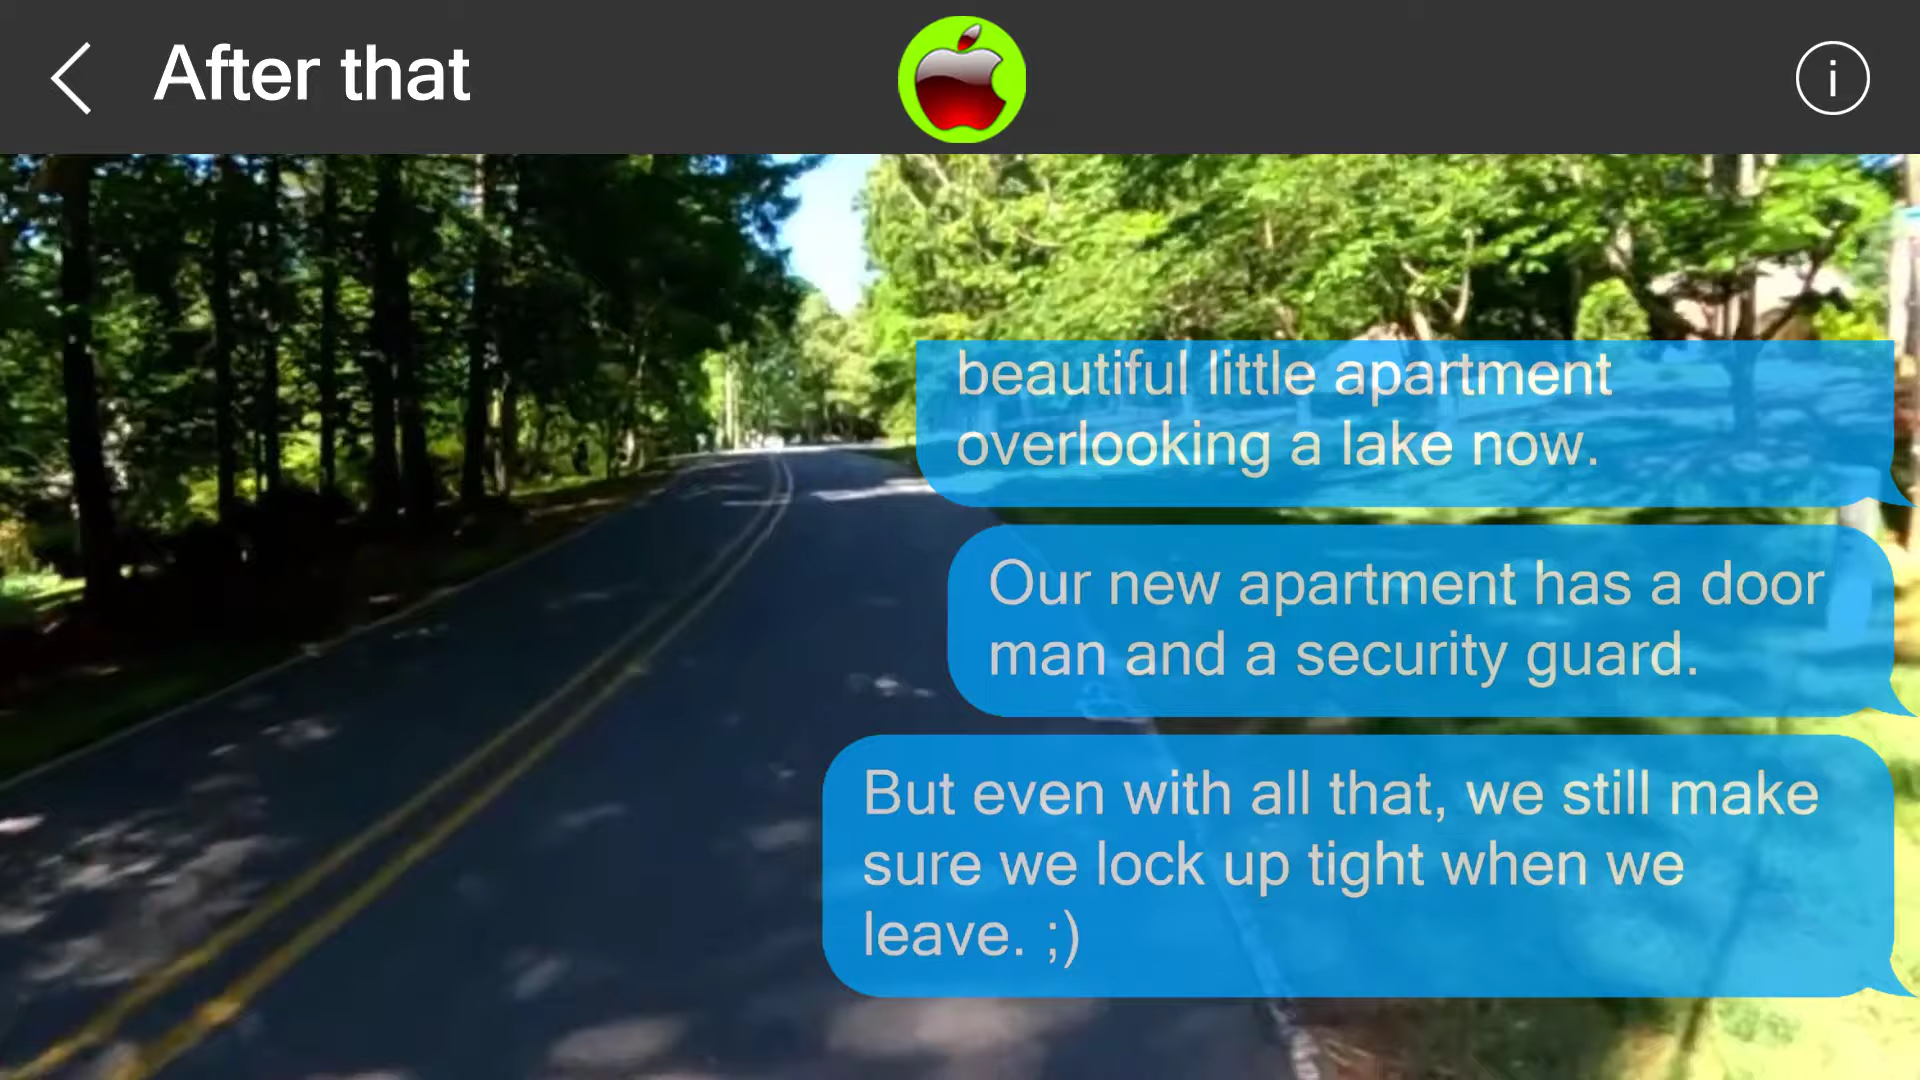 After that
beautiful little apartment
overlooking a lake now.
Our new apartment has a door
man and a security guard.
But even with all that, we still make
sure we lock up tight when we
leave. ;)